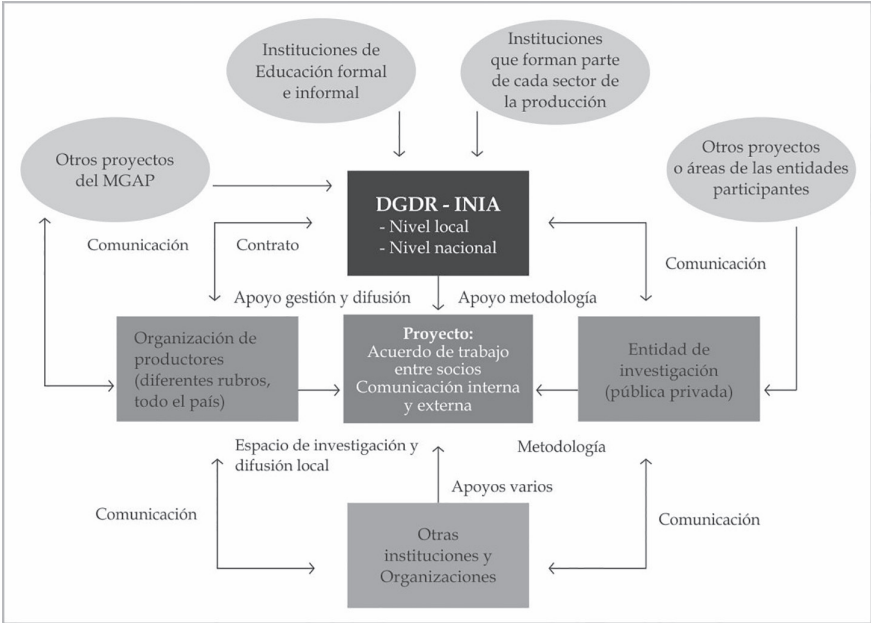 Instituciones de
Educación formal
e informal
Instituciones
que forman parte
de cada sector de
la producción
Otros proyectos
del MGAP
Otros proyectos
o áreas de las entidades
participantes
DGDR - INIA
- Nivel local
- Nivel nacional
Comunicación
Contrato
Comunicación
Apoyo gestión y difusión
Apoyo metodología
Organización de
productores
(diferentes rubros,
todo el país)
Proyecto:
Acuerdo de trabajo
entre socios
Comunicación interna
y externa
Entidad de
investigación
(pública privada)
Espacio de investigación y
difusión local
Metodología
Apoyos varios
Comunicación
Comunicación
Otras
instituciones y
Organizaciones